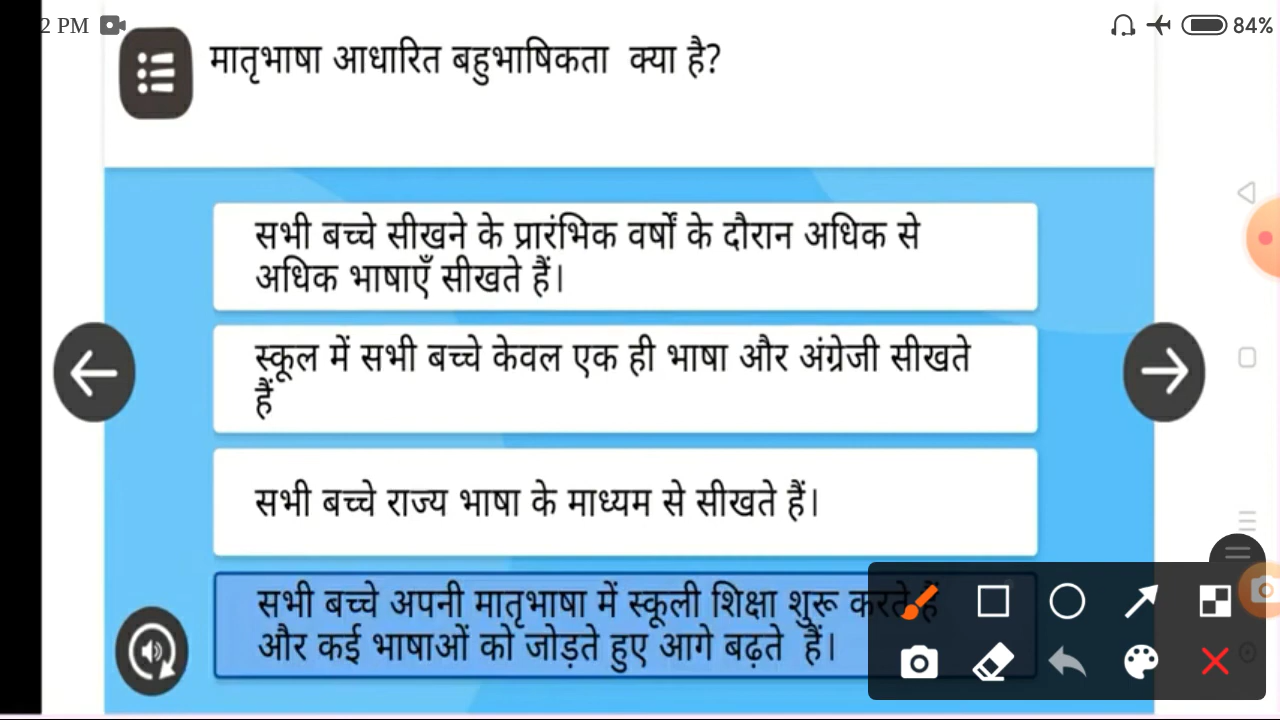 2 PM
84%
मातृभाषा आधारित बहुभाषिकता क्या है?
सभी बच्चे सीखने के प्रारंभिक वर्षों के दौरान अधिक से
अधिक भाषाएँ सीखते हैं।
स्कूल में सभी बच्चे केवल एक ही भाषा और अंग्रेजी सीखते
हैं
सभी बच्चे राज्य भाषा के माध्यम से सीखते हैं।
सभी बच्चे अपनी मातृभाषा में स्कूली शिक्षा शुरू करते हैं
और कई भाषाओं को जोड़ते हुए आगे बढ़ते हैं।